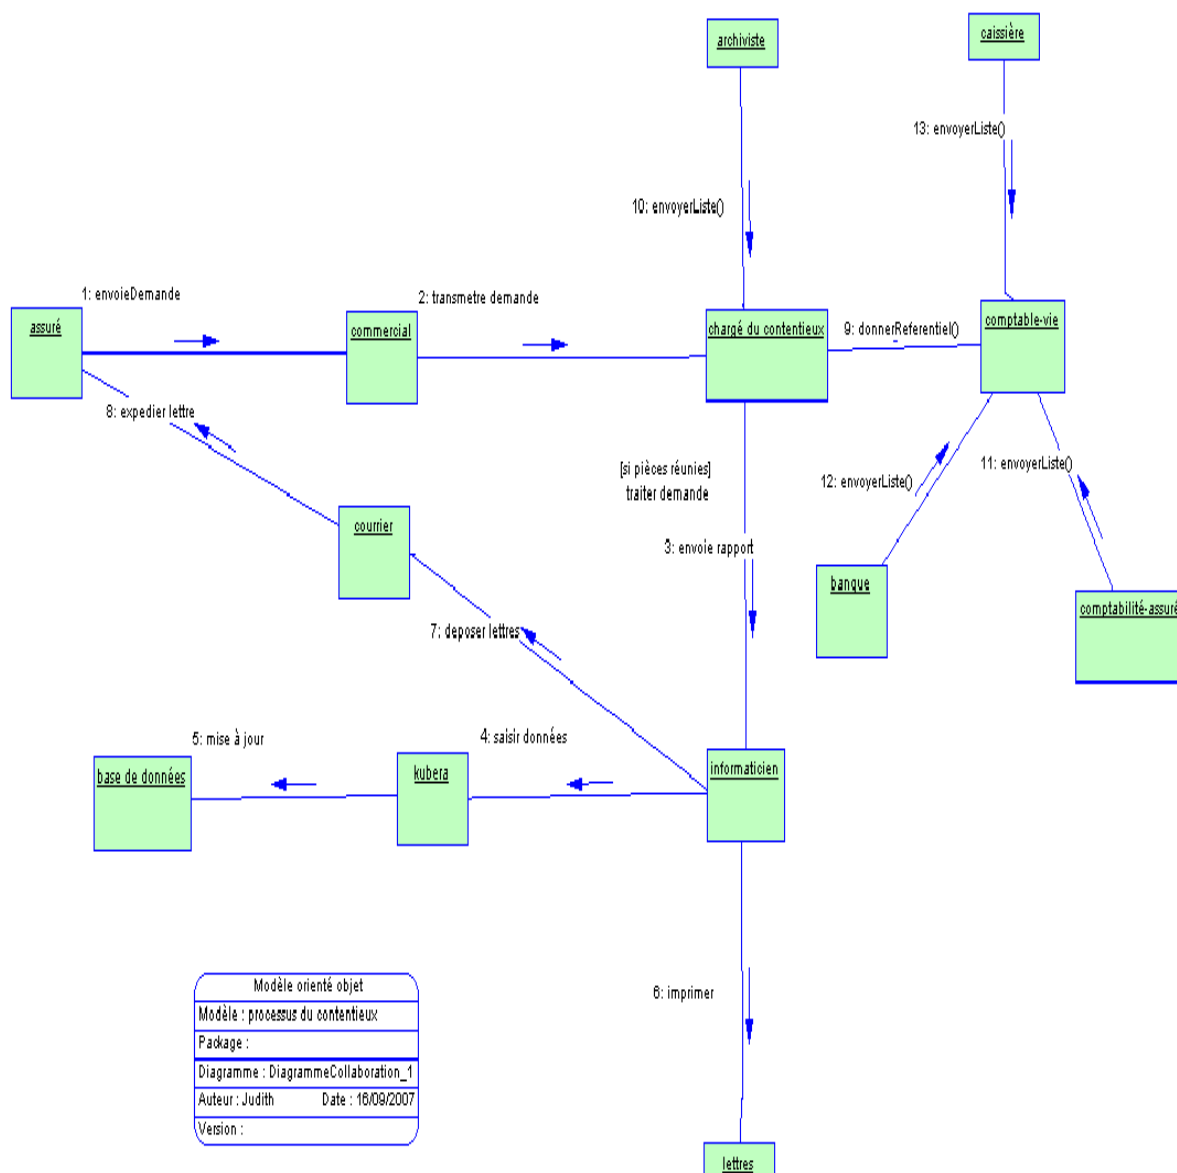 archiviste
caissière
13: envoyerListe()
10: envoyerListe()
1: envoieDemande
2: transmetre demande
assuré
commercial
chargé du contentieux
9: donnerReferentiel()
comptable-vie
8: expedier lettre
[si pièces réunies]
traiter demande
12: envoyerListe()
11: envoyerListe()
courrier
3: envoie rapport
banque
comptabilité-assuré
7: deposer lettres
5: mise à jour
4: saisir données
base de données
kubera
informaticien
6: imprimer
Modèle orienté objet
Modèle : processus du contentieux
Package :
Diagramme : DiagrammeCollaboration_1
Auteur : Judith Date : 16/09/2007
Version :
lettres